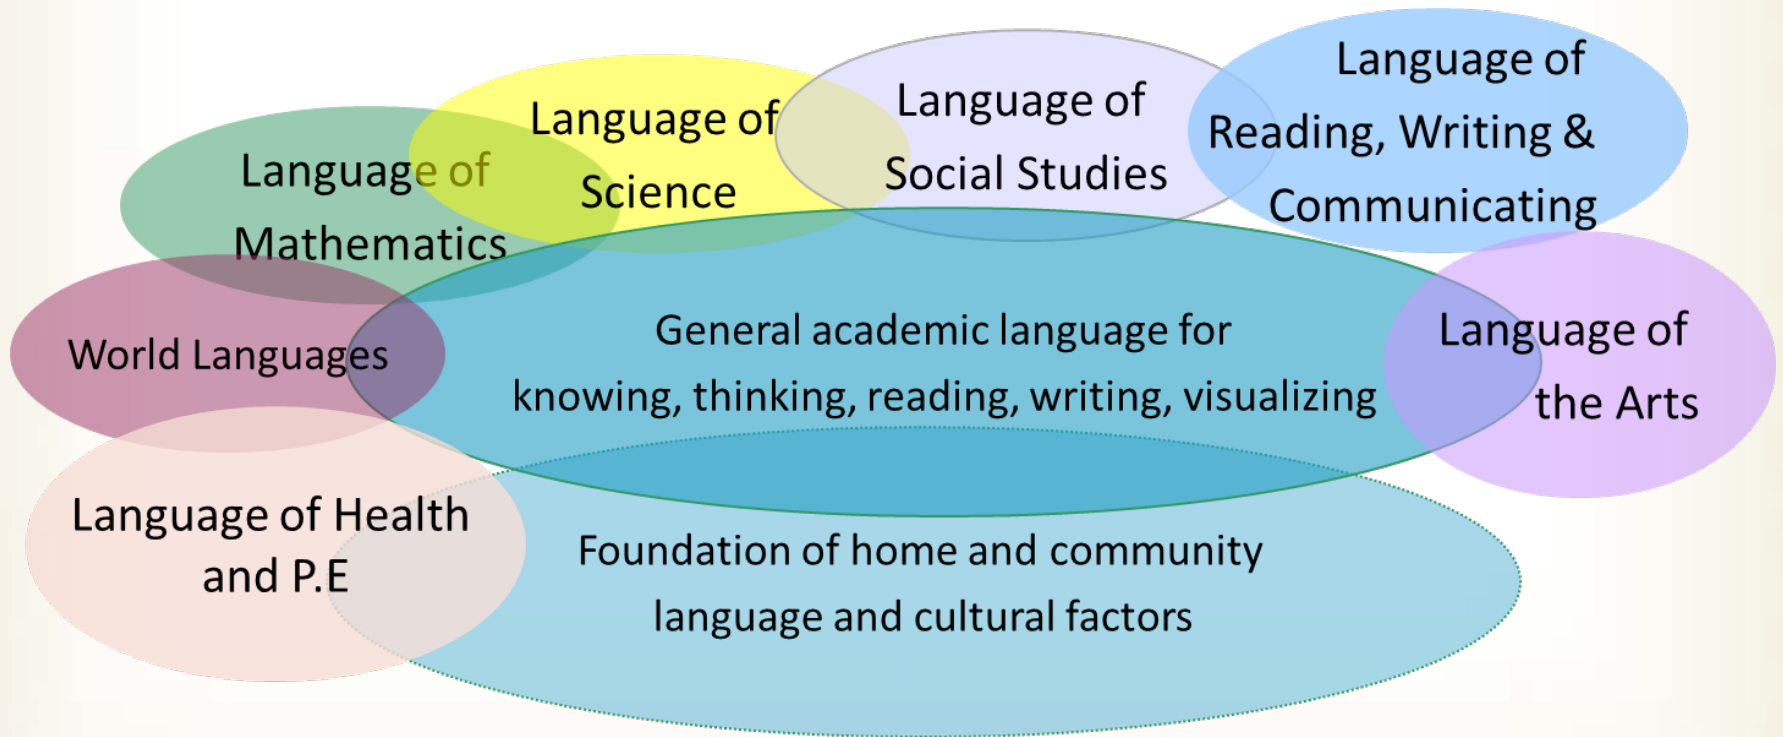 Language of
Mathematics
Language of
Science
Language of
Social Studies
Language of
Reading, Writing &
Communicating
World Languages
General academic language for
knowing, thinking, reading, writing, visualizing
Language of
the Arts
Language of Health
and P.E
Foundation of home and community
language and cultural factors